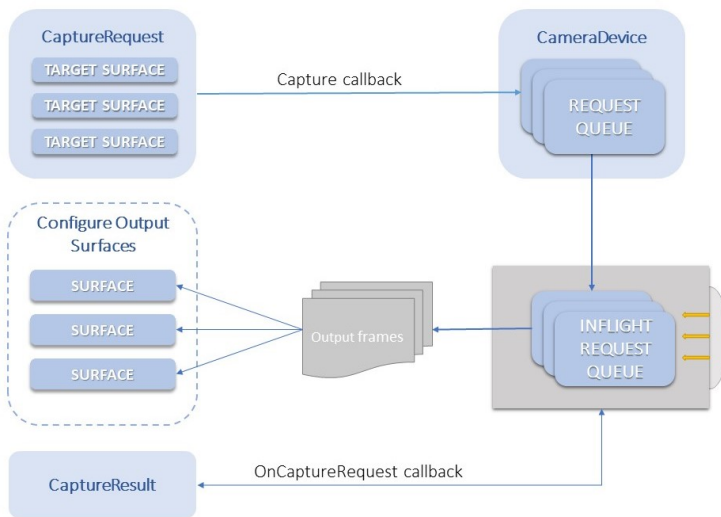 CaptureRequest
TARGET SURFACE
TARGET SURFACE
TARGET SURFACE
Capture callback
CameraDevice
REQUEST
QUEUE
Configure Output
Surfaces
SURFACE
SURFACE
SURFACE
Output frames
INFLIGHT
REQUEST
QUEUE
CaptureResult
OnCaptureRequest callback